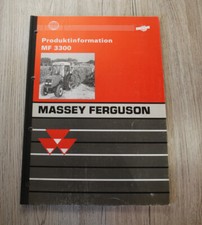 Produktinformation
MF 3300
MASSEY FERGUSON